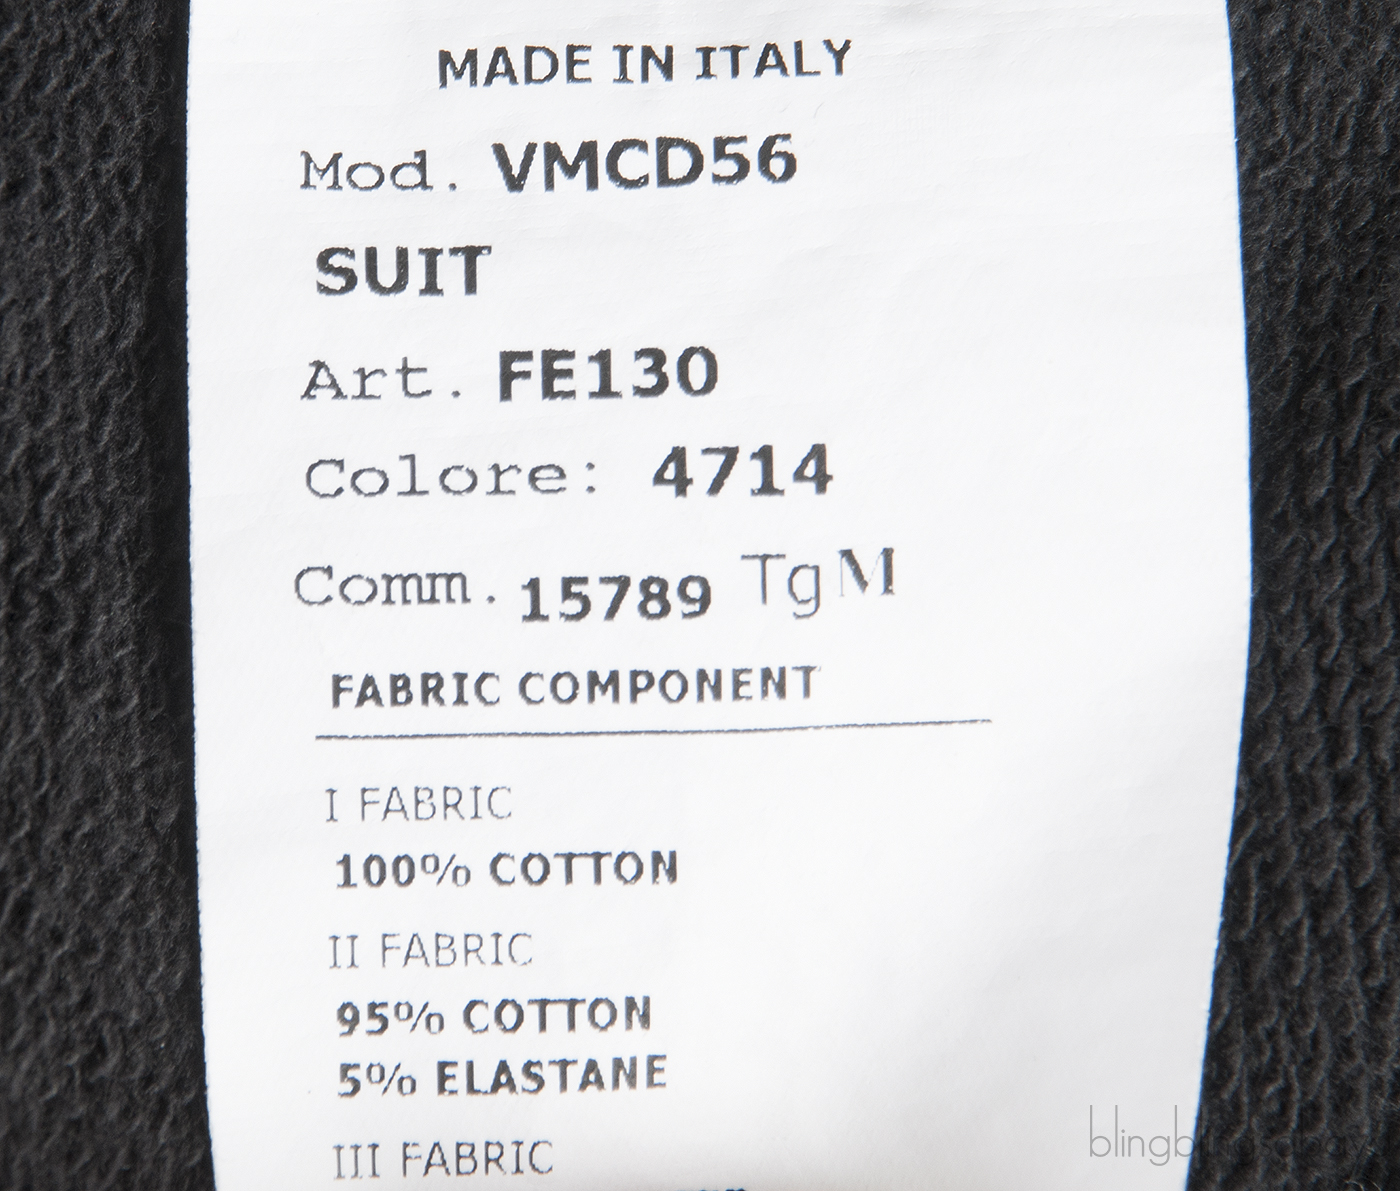 MADE IN ITALY
Mod. VMCD56
SUIT
Art. FE130
Colore: 4714
Comm. 15789 Tg M
FABRIC COMPONENT
I FABRIC
100% COTTON
II FABRIC
95% COTTON
5% ELASTANE
III FABRIC